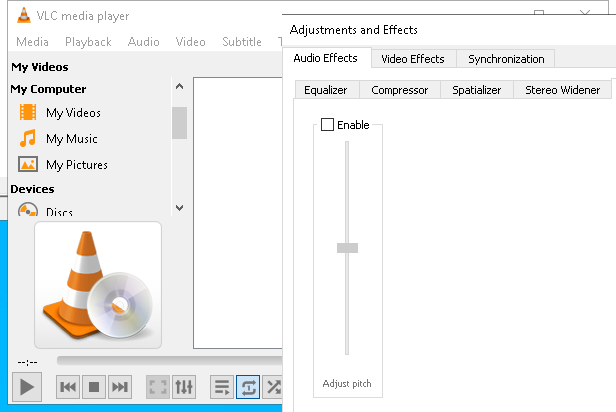 VLC media player
Media Playback Audio Video Subtitle
My Videos
My Computer
My Videos
My Music
My Pictures
Devices
Discs
--:--
Adjustments and Effects
Audio Effects Video Effects Synchronization
Equalizer Compressor Spatializer Stereo Widener
Enable
Adjust pitch